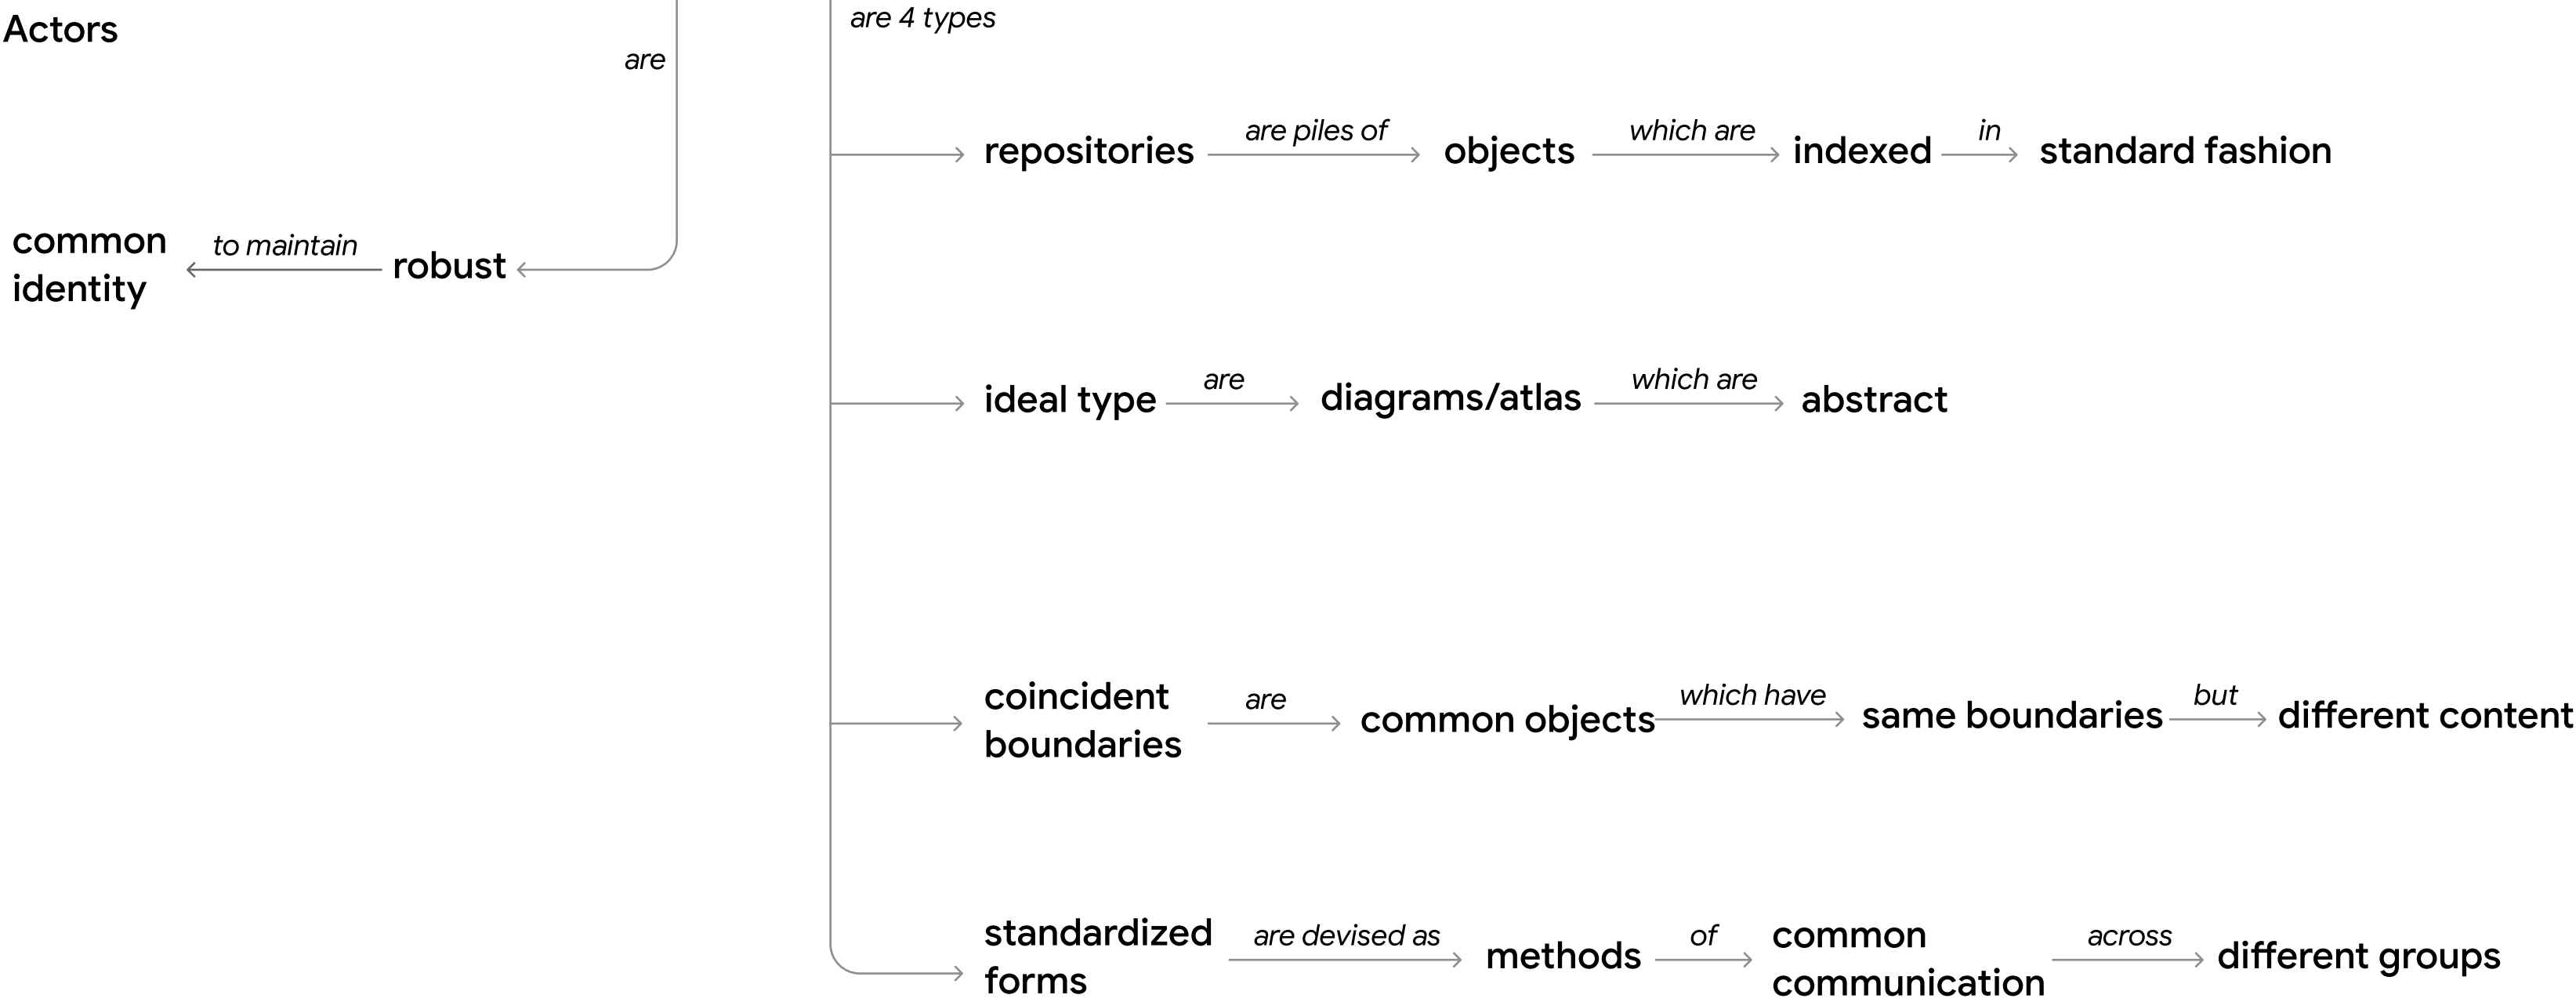 are 4 types
Actors
are
repositories are piles of objects which are indexed in standard fashion
common
identity
to maintain
robust
ideal type are diagrams/atlas which are abstract
coincident
boundaries
are
common objects which have same boundaries but different content
standardized
forms
are devised as
methods
of
common
communication
across
different groups